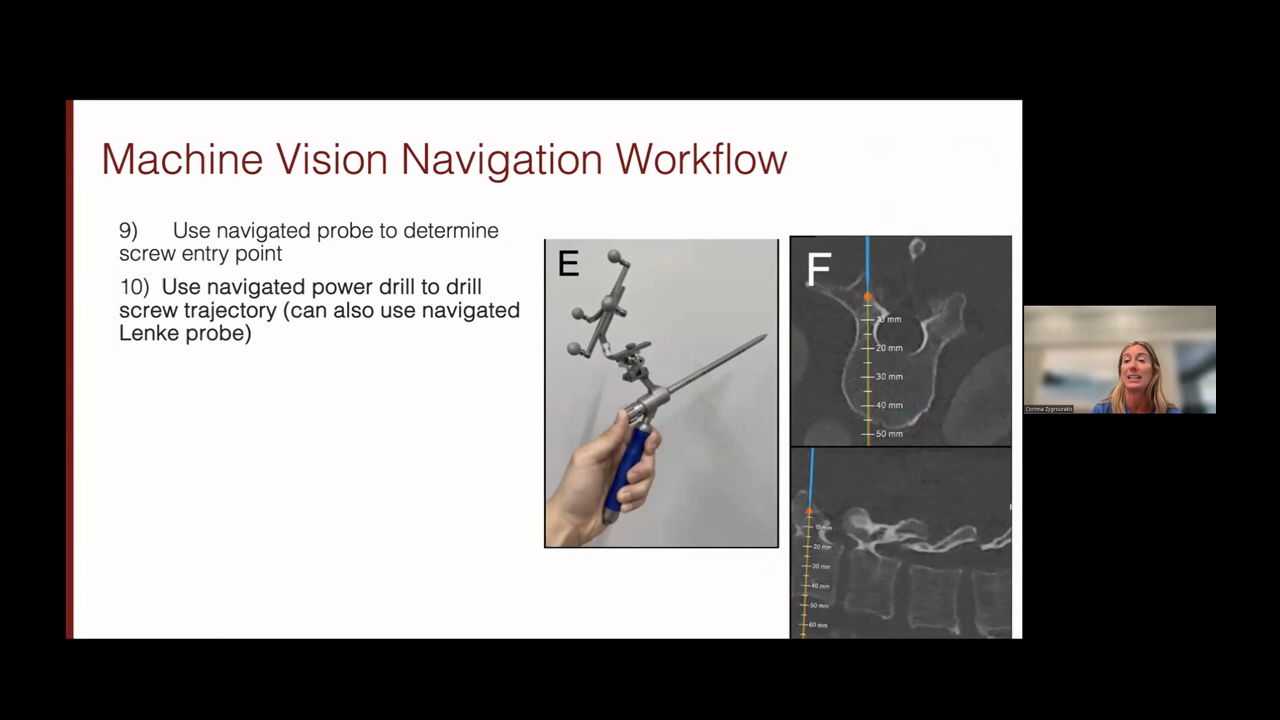 Machine Vision Navigation Workflow
9) Use navigated probe to determine
screw entry point
10) Use navigated power drill to drill
screw trajectory (can also use navigated
Lenke probe)
E
F
10 mm
20 mm
30 mm
40 mm
50 mm
10 mm
20 mm
30 mm
40 mm
50 mm
60 mm
Corinna Zygourakis